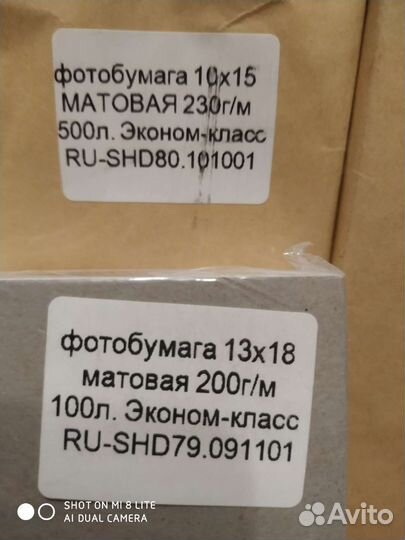 фотобумага 10x15
МАТОВАЯ 230г/м
500л. Эконом-класс
RU-SHD80.101001
фотобумага 13x18
матовая 200г/м
100л. Эконом-класс
RU-SHD79.091101
SHOT ON MI 8 LITE
AI DUAL CAMERA
Avito